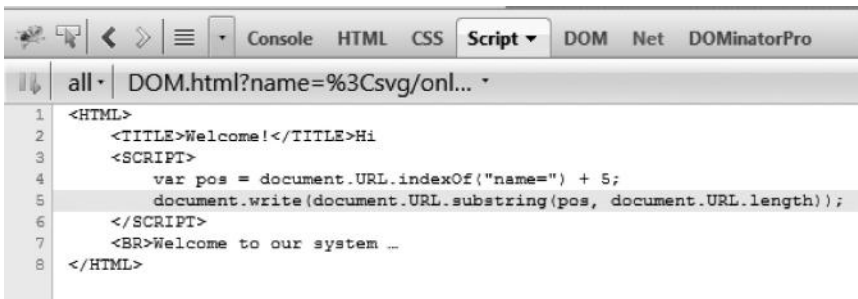 Console HTML CSS Script DOM Net DOMinatorPro
all DOM.html?name=%3Csvg/onl...
1 <HTML>
2 <TITLE>Welcome!</TITLE>Hi
3 <SCRIPT>
4 var pos = document.URL.indexOf("name=") + 5;
5 document.write(document.URL.substring(pos, document.URL.length));
6 </SCRIPT>
7 <BR>Welcome to our system …
8 </HTML>